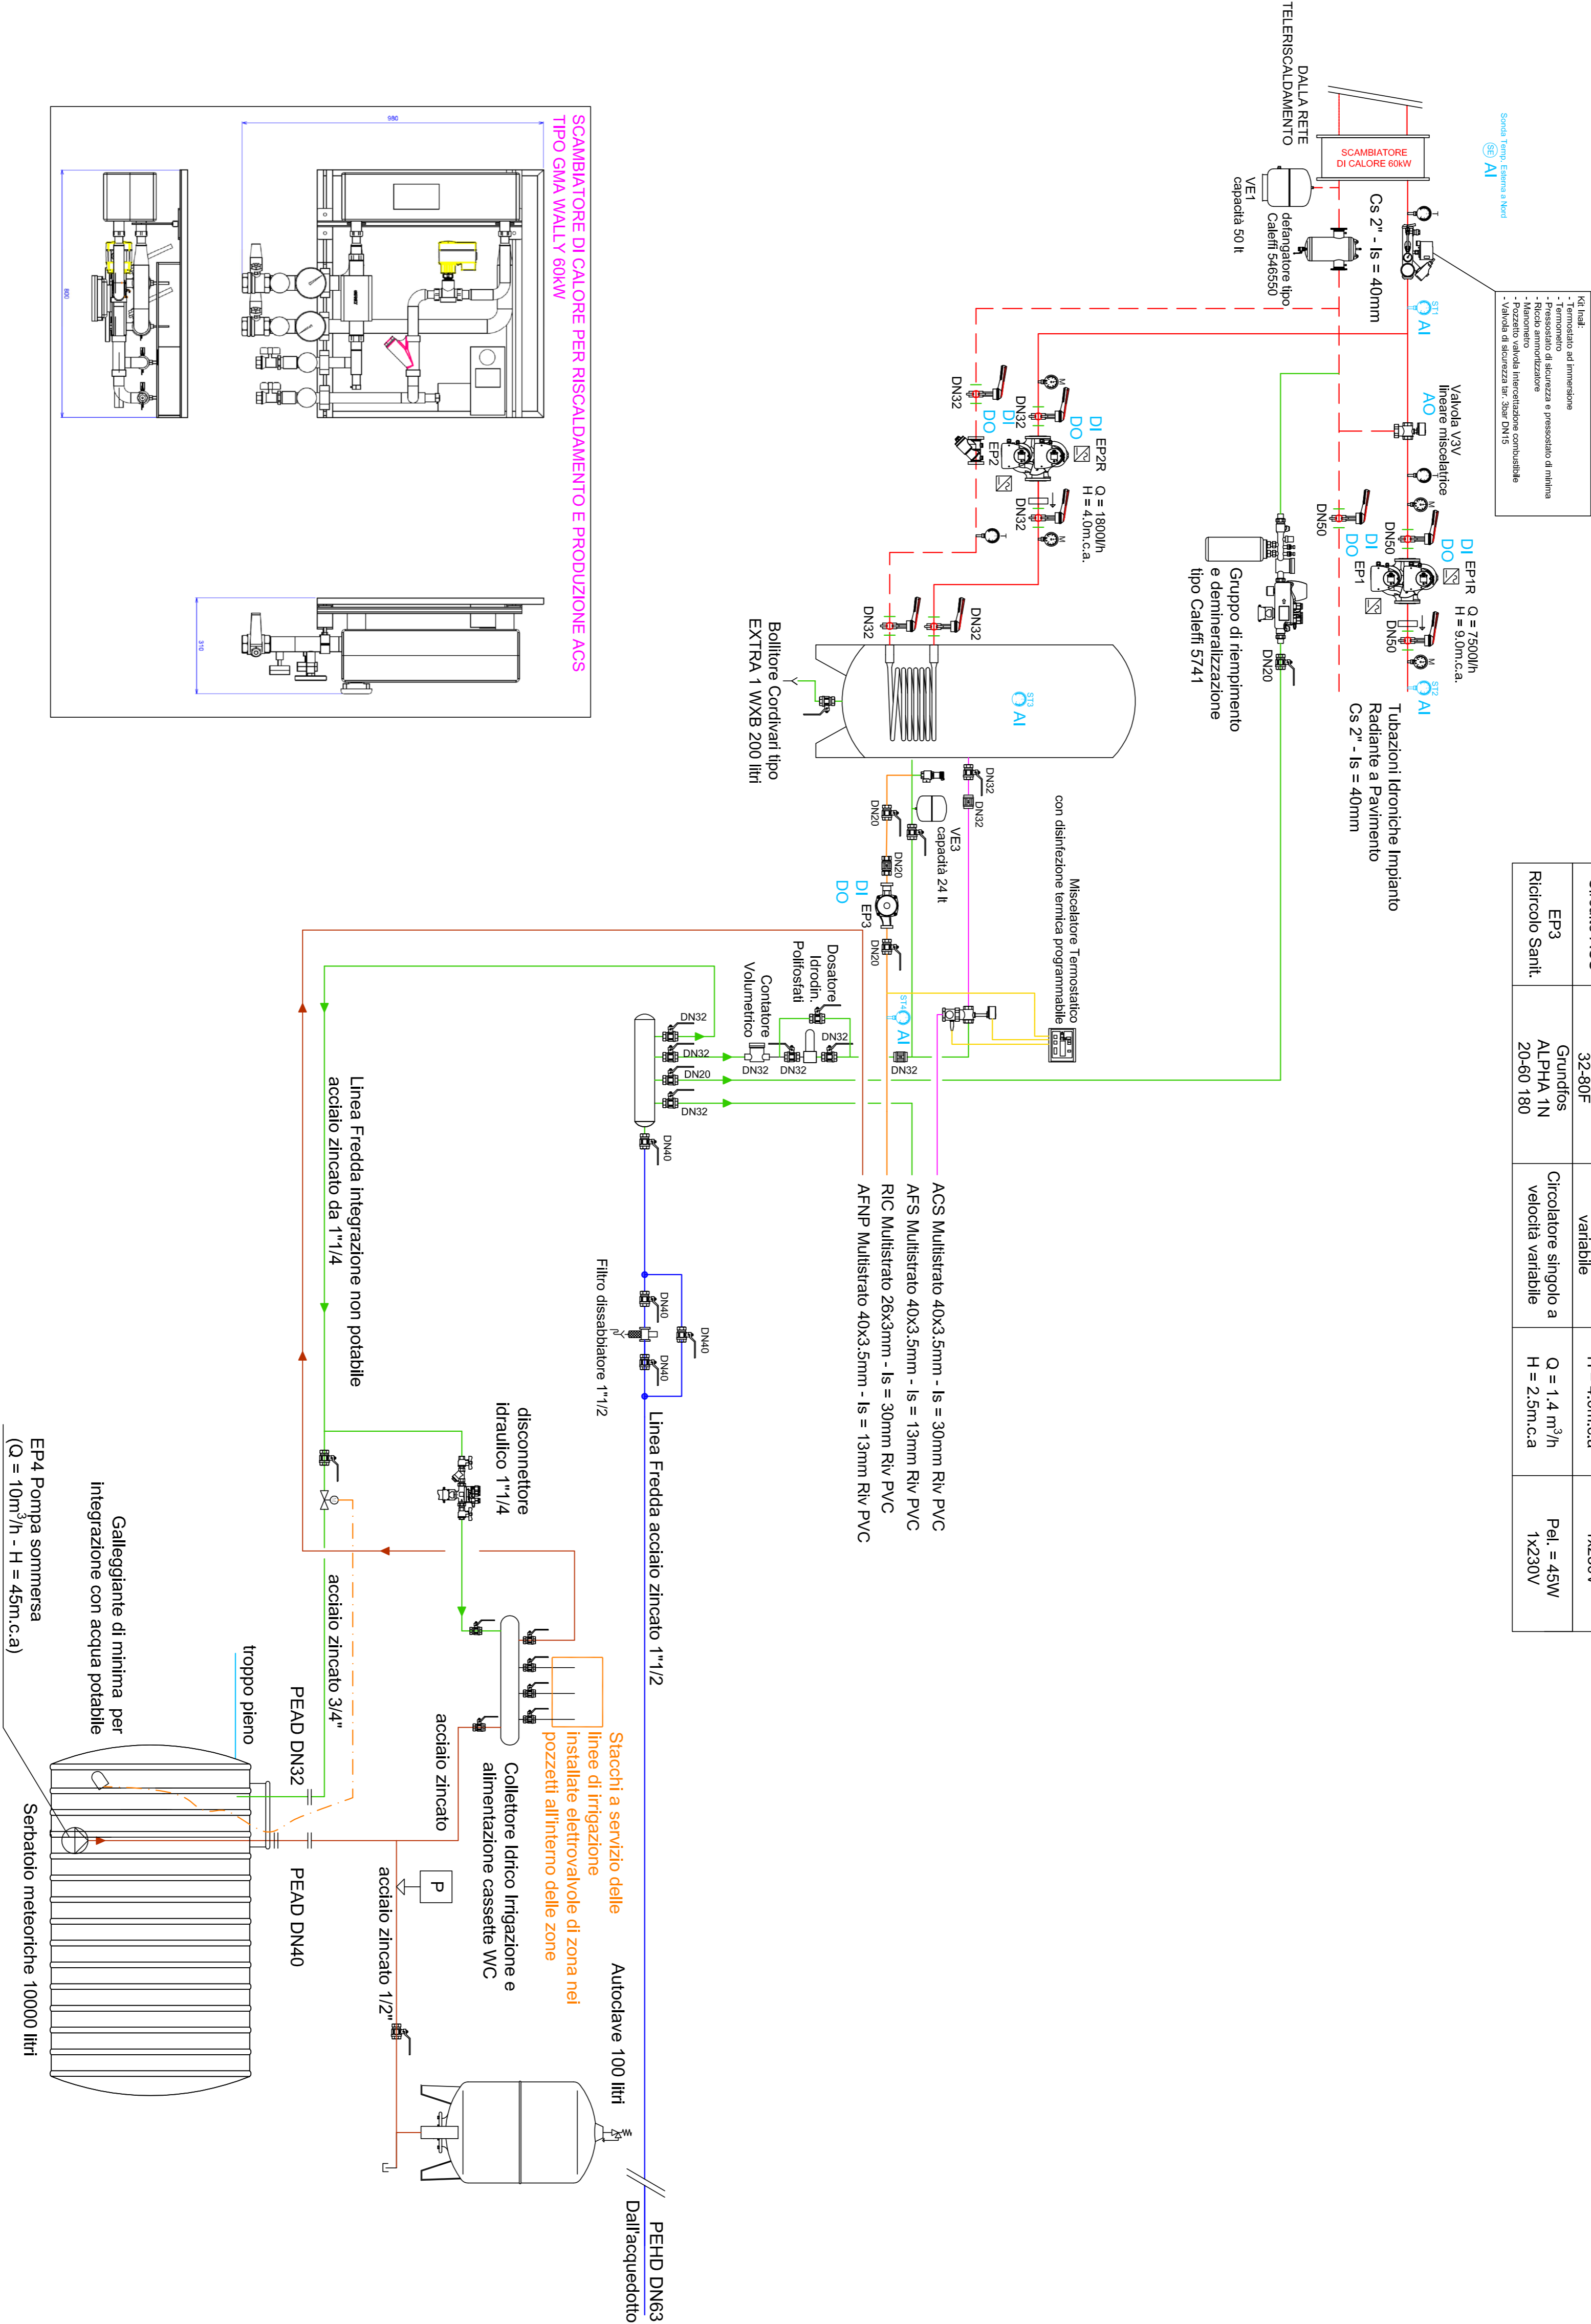 Sonda Temp. Esterna a Nord
SE
AI
DALLA RETE
TELERISCALDAMENTO
SCAMBIATORE
DI CALORE 60kW
VE1
capacità 50 lt
defangatore tipo
Caleffi 546550
Cs 2" - Is = 40mm
T
Kit Inail:
- Termostato ad immersione
- Termometro
- Pressostato di sicurezza e pressostato di minima
- Riccio ammortizzatore
- Manometro
- Pozzetto valvola intercettazione combustibile
- Valvola di sicurezza tar. 3bar DN15
ST1
AI
Valvola V3V
lineare miscelatrice
AO
T
M
DN50
DN50
DI
DO
EP1R
Q = 7500l/h
H = 9.0m.c.a.
DI
DO
EP1
DN50
M
ST2
AI
Tubazioni Idroniche Impianto
Radiante a Pavimento
Cs 2" - Is = 40mm
Gruppo di riempimento
e demineralizzazione
tipo Caleffi 5741
DN20
M
DN32
DN32
DI
DO
EP2R
Q = 1800l/h
H = 4.0m.c.a.
DI
DO
EP2
DN32
M
T
DN32
DN32
ST3
AI
Bollitore Cordivari tipo
EXTRA 1 WXB 200 litri
DN32
DN32
VE3
capacità 24 lt
DN20
DN20
DI
DO
EP3
DN20
Miscelatore Termostatico
con disinfezione termica programmabile
ST4
AI
Dosatore
Idrodin.
Polifosfati
Contatore
Volumetrico
DN32
DN32
DN32
DN32
DN32
DN32
DN20
DN32
DN40
ACS Multistrato 40x3.5mm - Is = 30mm Riv PVC
AFS Multistrato 40x3.5mm - Is = 13mm Riv PVC
RIC Multistrato 26x3mm - Is = 30mm Riv PVC
AFNP Multistrato 40x3.5mm - Is = 13mm Riv PVC
DN40
DN40
DN40
Filtro dissabbiatore 1"1/2
Linea Fredda acciaio zincato 1"1/2
PEHD DN63
Dall'acquedotto
Linea Fredda integrazione non potabile
acciaio zincato da 1"1/4
disconnettore
idraulico 1"1/4
acciaio zincato 3/4"
Stacchi a servizio delle
linee di irrigazione
installate elettrovalvole di zona nei
pozzetti all'interno delle zone
Collettore Idrico Irrigazione e
alimentazione cassette WC
acciaio zincato
P
acciaio zincato 1/2"
Autoclave 100 litri
PEAD DN32
PEAD DN40
troppo pieno
Galleggiante di minima per
integrazione con acqua potabile
EP4 Pompa sommersa
(Q = 10m³/h - H = 45m.c.a)
Serbatoio meteoriche 10000 litri
SCAMBIATORE DI CALORE PER RISCALDAMENTO E PRODUZIONE ACS
TIPO GMA WALLY 60kW
980
800
310
32-80F
variabile
EP3
Ricircolo Sanit.
Grundfos
ALPHA 1N
20-60 180
Circolatore singolo a
velocità variabile
Q = 1.4 m³/h
H = 2.5m.c.a
Pel. = 45W
1x230V